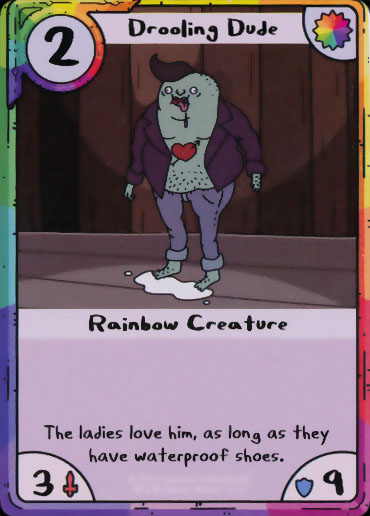 2
Drooling Dude
Rainbow Creature
The ladies love him, as long as they
have waterproof shoes.
3
9